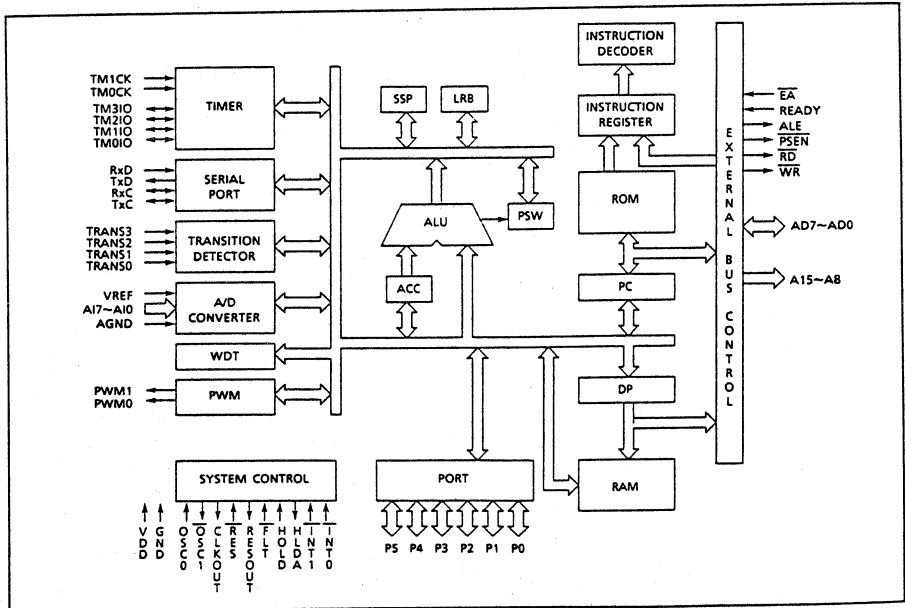 TM1CK
TM0CK
TM3IO
TM2IO
TM1IO
TM0IO
TIMER
RxD
TxD
RxC
TxC
SERIAL
PORT
TRANS3
TRANS2
TRANS1
TRANS0
TRANSITION
DETECTOR
VREF
AI7~AI0
AGND
A/D
CONVERTER
WDT
PWM1
PWM0
PWM
SSP
LRB
ALU
PSW
ACC
INSTRUCTION
DECODER
INSTRUCTION
REGISTER
ROM
PC
DP
RAM
EXTERNAL BUS CONTROL
EA
READY
ALE
PSEN
RD
WR
AD7~AD0
A15~A8
SYSTEM CONTROL
VDD
GND
OSC0
OSC1
CLKOUT
RES
RESOUT
FLT
HOLD
HLDA
INT1
INT0
PORT
P5 P4 P3 P2 P1 P0